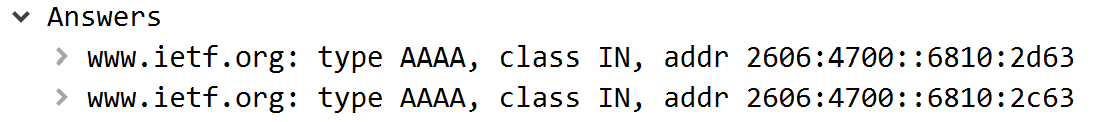 Answers
www.ietf.org: type AAAA, class IN, addr 2606:4700::6810:2d63
www.ietf.org: type AAAA, class IN, addr 2606:4700::6810:2c63